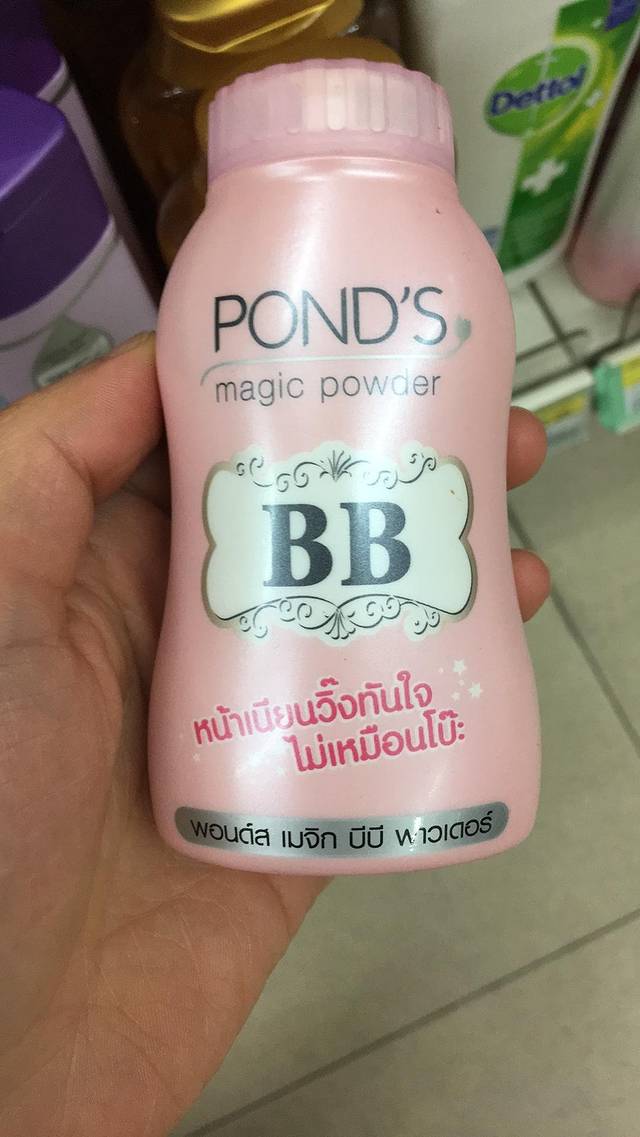 Dettol
POND'S
magic powder
BB
หน้าเนียนวิ๊งทันใจ
ไม่เหมือนโบ๊ะ
พอนด์ส เมจิก บีบี พาวเดอร์